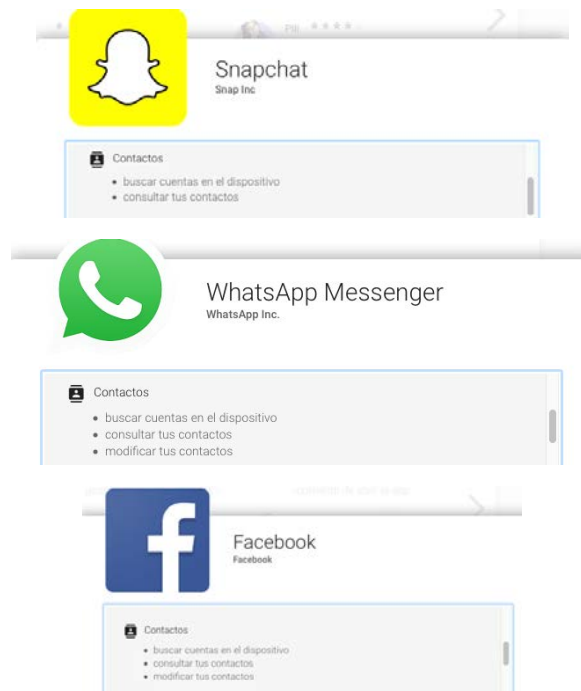 Snapchat
Snap Inc
Contactos
• buscar cuentas en el dispositivo
• consultar tus contactos
WhatsApp Messenger
WhatsApp Inc.
Contactos
• buscar cuentas en el dispositivo
• consultar tus contactos
• modificar tus contactos
Facebook
Facebook
Contactos
• buscar cuentas en el dispositivo
• consultar tus contactos
• modificar tus contactos